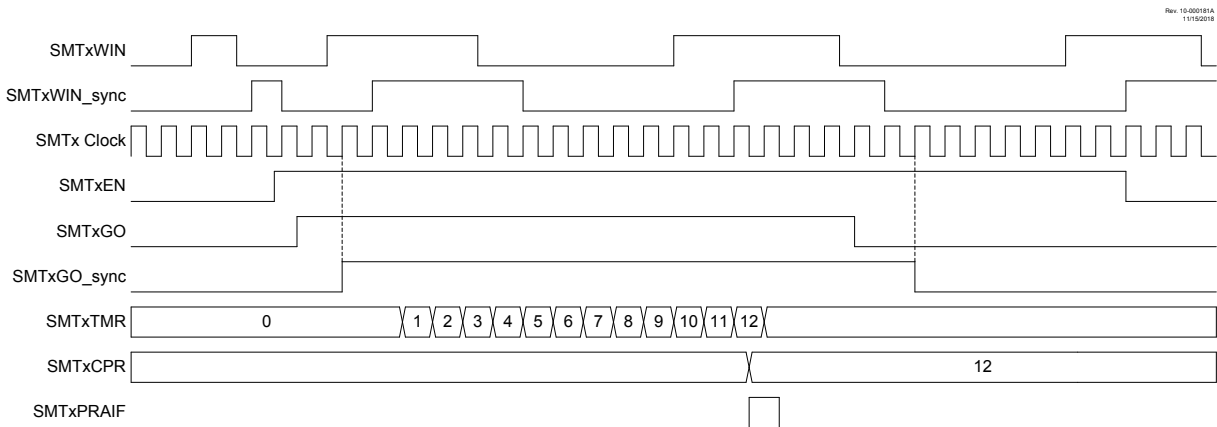 Rev. 10-000181A
11/15/2018
SMTxWIN
SMTxWIN_sync
SMTx Clock
SMTxEN
SMTxGO
SMTxGO_sync
SMTxTMR 0 1 2 3 4 5 6 7 8 9 10 11 12
SMTxCPR 12
SMTxPRAIF